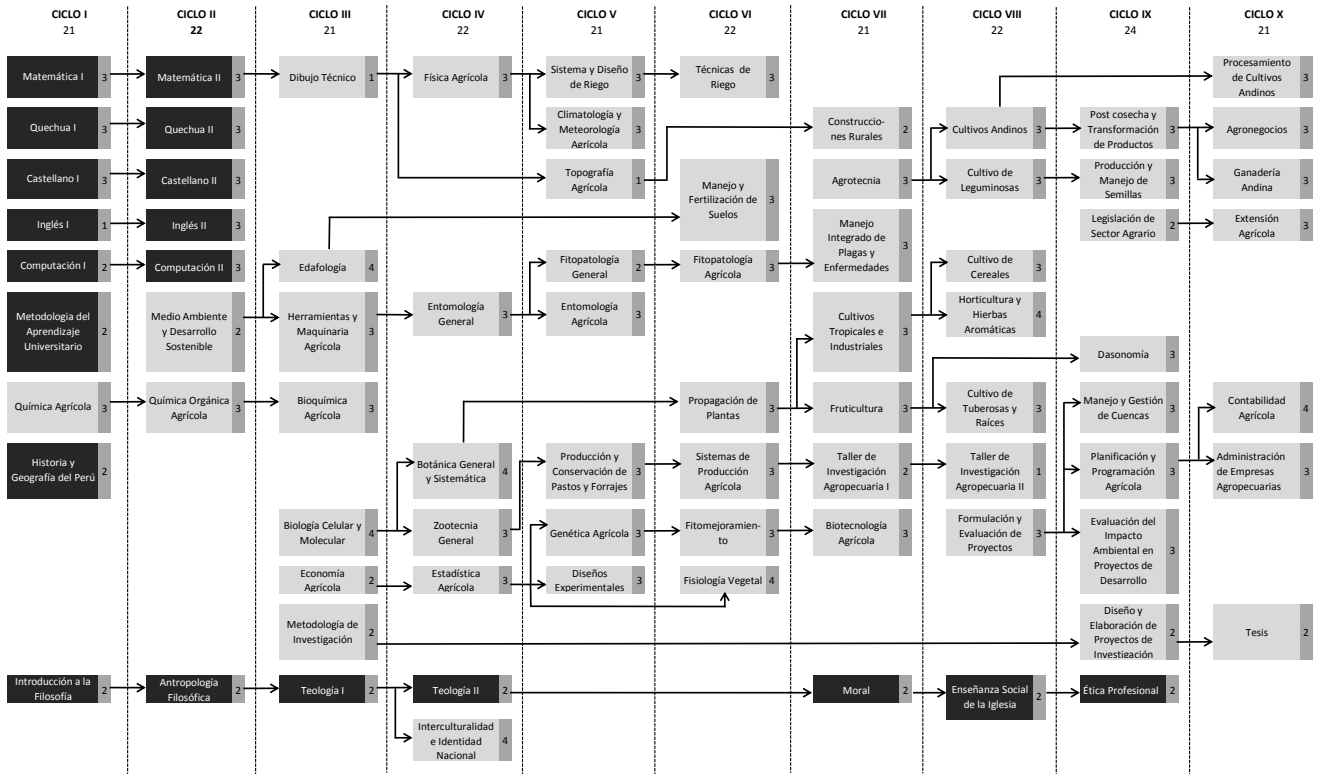 CICLO I
21
Matemática I 3
Quechua I 3
Castellano I 3
Inglés I 1
Computación I 2
Metodologia del
Aprendizaje
Universitario
2
Química Agrícola 3
Historia y
Geografía del Perú
2
Introducción a la
Filosofía
2
CICLO II
22
Matemática II 3
Quechua II 3
Castellano II 3
Inglés II 3
Computación II 3
Medio Ambiente
y Desarrollo
Sostenible
2
Química Orgánica
Agrícola
3
Antropología
Filosófica
2
CICLO III
21
Dibujo Técnico 1
Edafología 4
Herramientas y
Maquinaria
Agrícola
3
Bioquímica
Agrícola
3
Biología Celular y
Molecular
4
Economía
Agrícola
2
Metodología de
Investigación
2
Teología I 2
CICLO IV
22
Física Agrícola 3
Entomología
General
3
Botánica General
y Sistemática
4
Zootecnia
General
3
Estadística
Agrícola
3
Teología II 2
Interculturalidad
e Identidad
Nacional
4
CICLO V
21
Sistema y Diseño
de Riego
3
Climatología y
Meteorología
Agrícola
3
Topografía
Agrícola
1
Fitopatología
General
2
Entomología
Agrícola
3
Producción y
Conservación de
Pastos y Forrajes
3
Genética Agrícola 3
Diseños
Experimentales
3
CICLO VI
22
Técnicas de
Riego
3
Manejo y
Fertilización de
Suelos
3
Fitopatología
Agrícola
3
Propagación de
Plantas
3
Sistemas de
Producción
Agrícola
3
Fitomejoramien-
to
3
Fisiología Vegetal 4
CICLO VII
21
Construccio-
nes Rurales
2
Agrotecnia 3
Manejo
Integrado de
Plagas y
Enfermedades
3
Cultivos
Tropicales e
Industriales
3
Fruticultura 3
Taller de
Investigación
Agropecuaria I
2
Biotecnología
Agrícola
3
Moral 2
CICLO VIII
22
Cultivos Andinos 3
Cultivo de
Leguminosas
3
Cultivo de
Cereales
3
Horticultura y
Hierbas
Aromáticas
4
Cultivo de
Tuberosas y
Raíces
3
Taller de
Investigación
Agropecuaria II
1
Formulación y
Evaluación de
Proyectos
3
Enseñanza Social
de la Iglesia
2
CICLO IX
24
Post cosecha y
Transformación
de Productos
3
Producción y
Manejo de
Semillas
3
Legislación de
Sector Agrario
2
Dasonomía 3
Manejo y Gestión
de Cuencas
3
Planificación y
Programación
Agrícola
3
Evaluación del
Impacto
Ambiental en
Proyectos de
Desarrollo
3
Diseño y
Elaboración de
Proyectos de
Investigación
2
Ética Profesional 2
CICLO X
21
Procesamiento
de Cultivos
Andinos
3
Agronegocios 3
Ganadería
Andina
3
Extensión
Agrícola
3
Contabilidad
Agrícola
4
Administración
de Empresas
Agropecuarias
3
Tesis 2